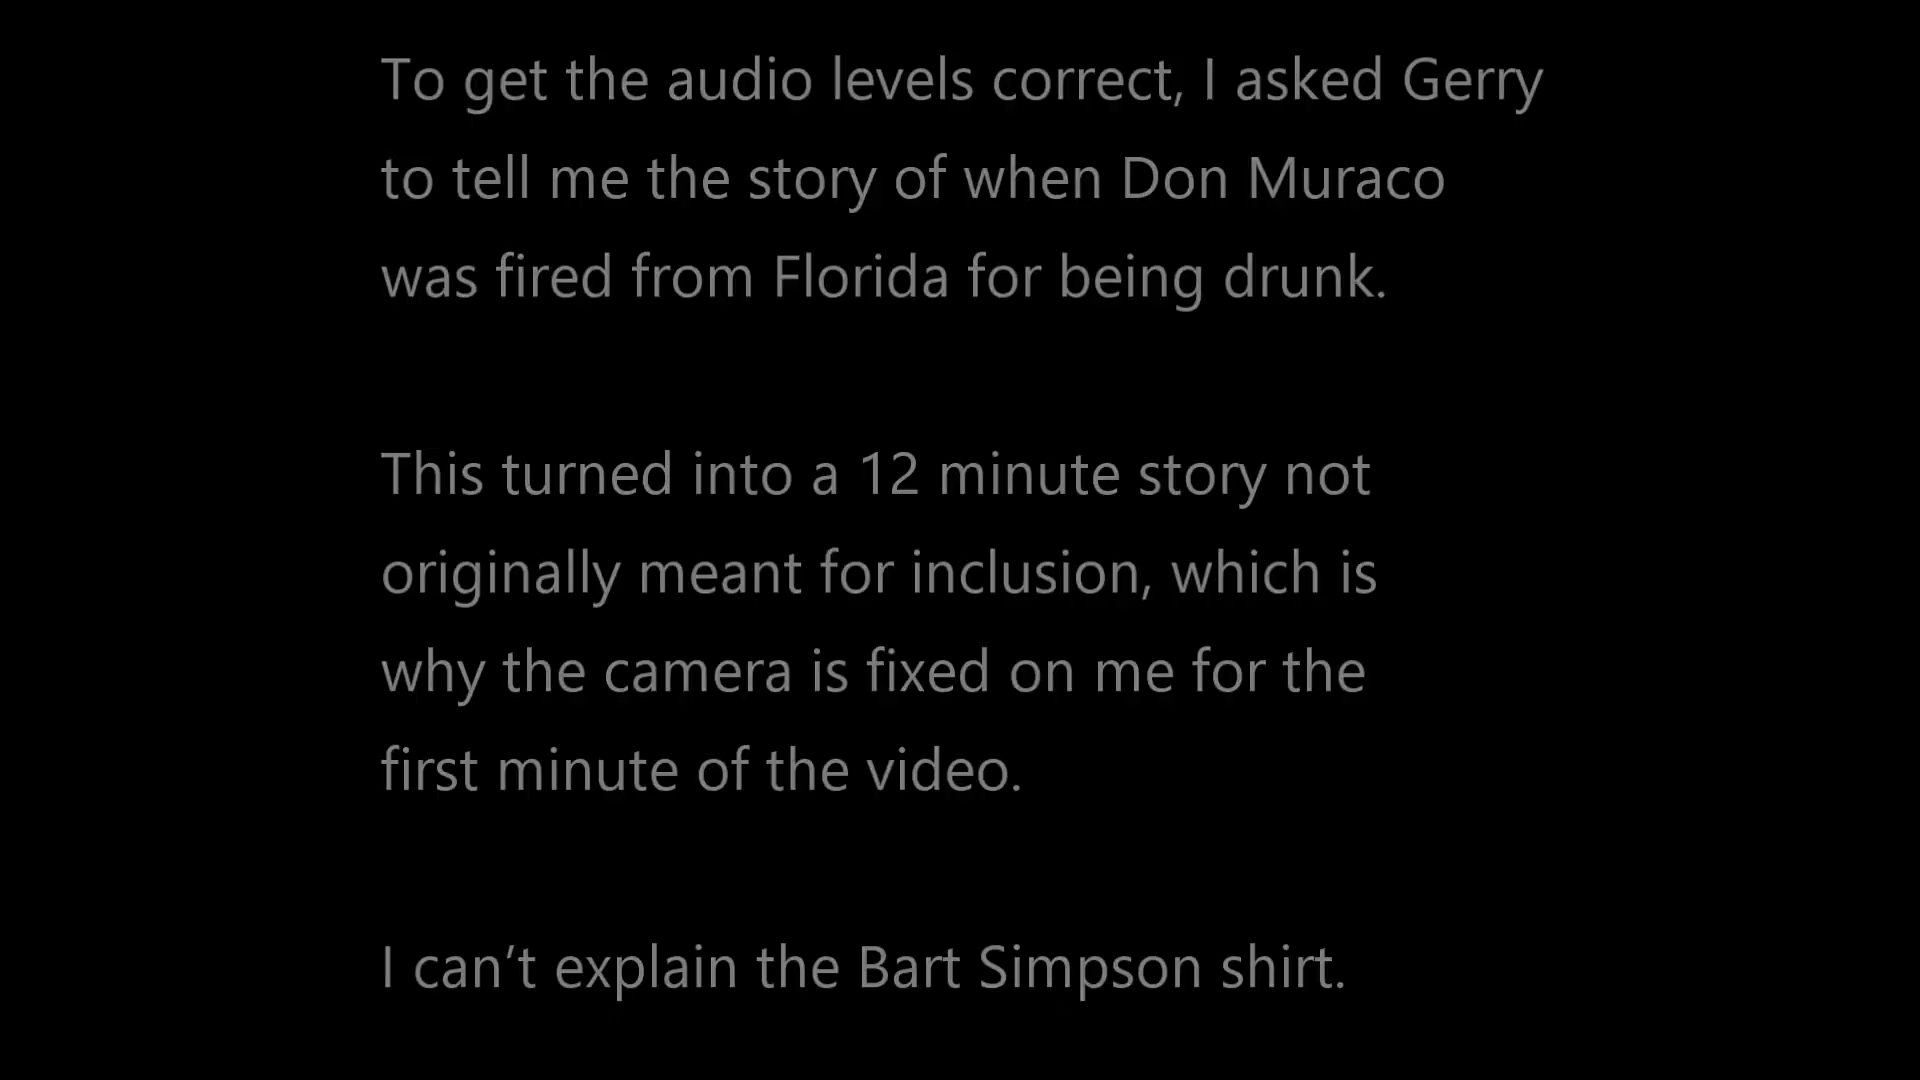 To get the audio levels correct, I asked Gerry
to tell me the story of when Don Muraco
was fired from Florida for being drunk.
This turned into a 12 minute story not
originally meant for inclusion, which is
why the camera is fixed on me for the
first minute of the video.
I can’t explain the Bart Simpson shirt.